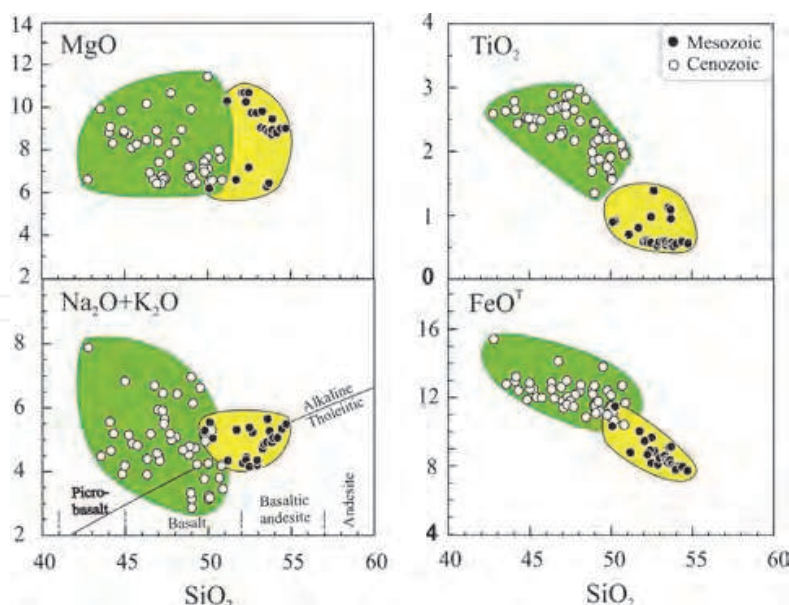 14
12
10
8
6
4
2
MgO
4
3
2
1
0
TiO₂
Mesozoic
Cenozoic
8
6
4
2
Na₂O+K₂O
Alkaline
Tholeiitic
Picro-
basalt
Basalt
Basaltic
andesite
Andesite
40 45 50 55 60
SiO₂
16
12
8
4
FeOᵀ
40 45 50 55 60
SiO₂